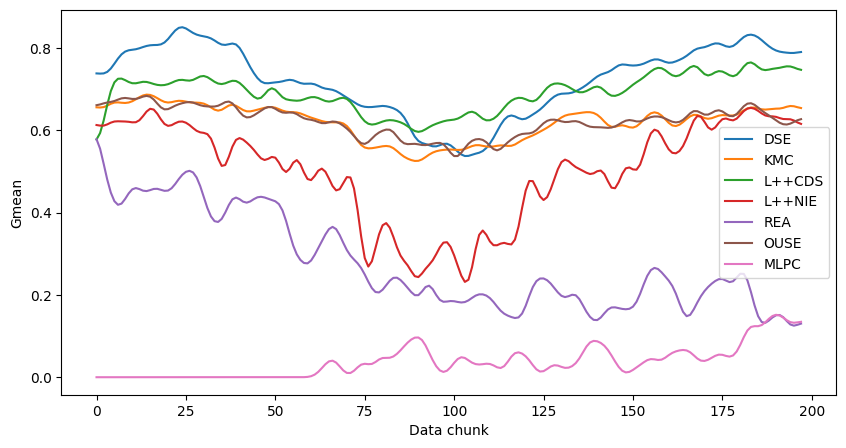 0.8
0.6
0.4
0.2
0.0
Gmean
0
25
50
75
100
125
150
175
200
Data chunk
DSE
KMC
L++CDS
L++NIE
REA
OUSE
MLPC